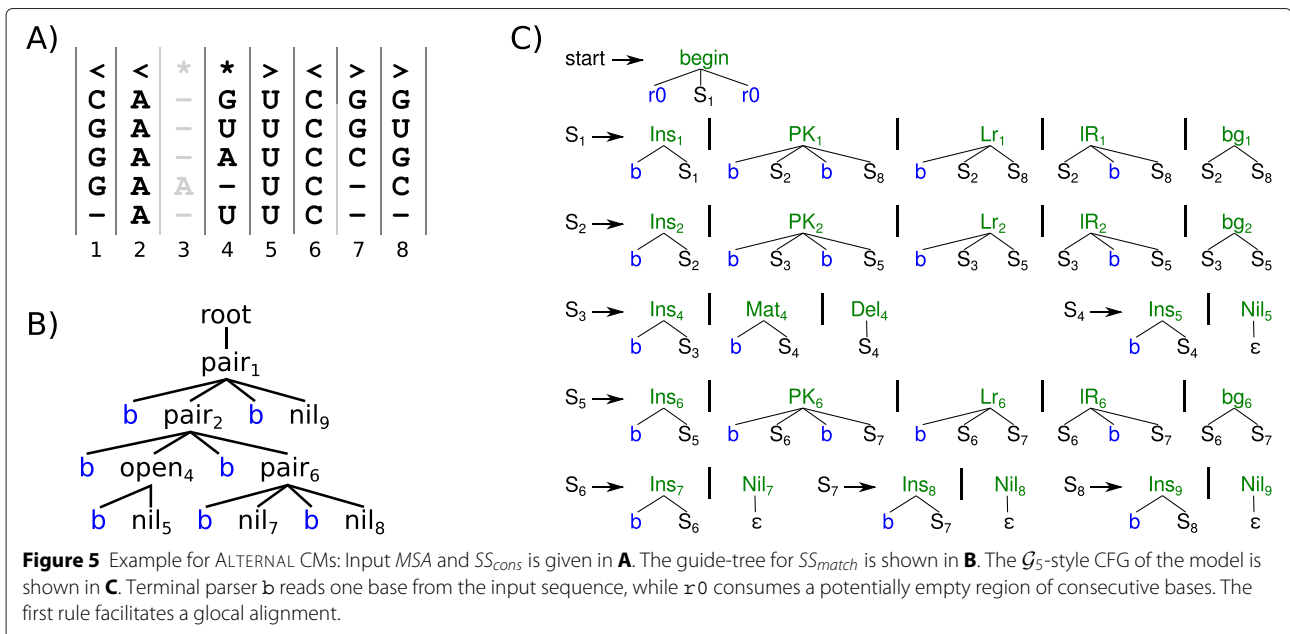 A)
< < * * > < > >
C A – G U C G G
G A – U U C G U
G A – A U C C G
G A A – U C – C
– A – U U C – –
1 2 3 4 5 6 7 8
B)
root
pair1
b pair2 b nil9
b open4 b pair6
b nil5 b nil7 b nil8
C)
start → begin
r0 S1 r0
S1 → Ins1 | PK1 | Lr1 | lR1 | bg1
b S1 b S2 b S8 b S2 S8 S2 b S8 S2 S8
S2 → Ins2 | PK2 | Lr2 | lR2 | bg2
b S2 b S3 b S5 b S3 S5 S3 b S5 S3 S5
S3 → Ins4 | Mat4 | Del4 S4 → Ins5 | Nil5
b S3 b S4 S4 b S4 ε
S5 → Ins6 | PK6 | Lr6 | lR6 | bg6
b S5 b S6 b S7 b S6 S7 S6 b S7 S6 S7
S6 → Ins7 | Nil7 S7 → Ins8 | Nil8 S8 → Ins9 | Nil9
b S6 ε b S7 ε b S8 ε
Figure 5 Example for ALTERNAL CMs: Input MSA and SScons is given in A. The guide-tree for SSmatch is shown in B. The G5-style CFG of the model is
shown in C. Terminal parser b reads one base from the input sequence, while r0 consumes a potentially empty region of consecutive bases. The
first rule facilitates a glocal alignment.